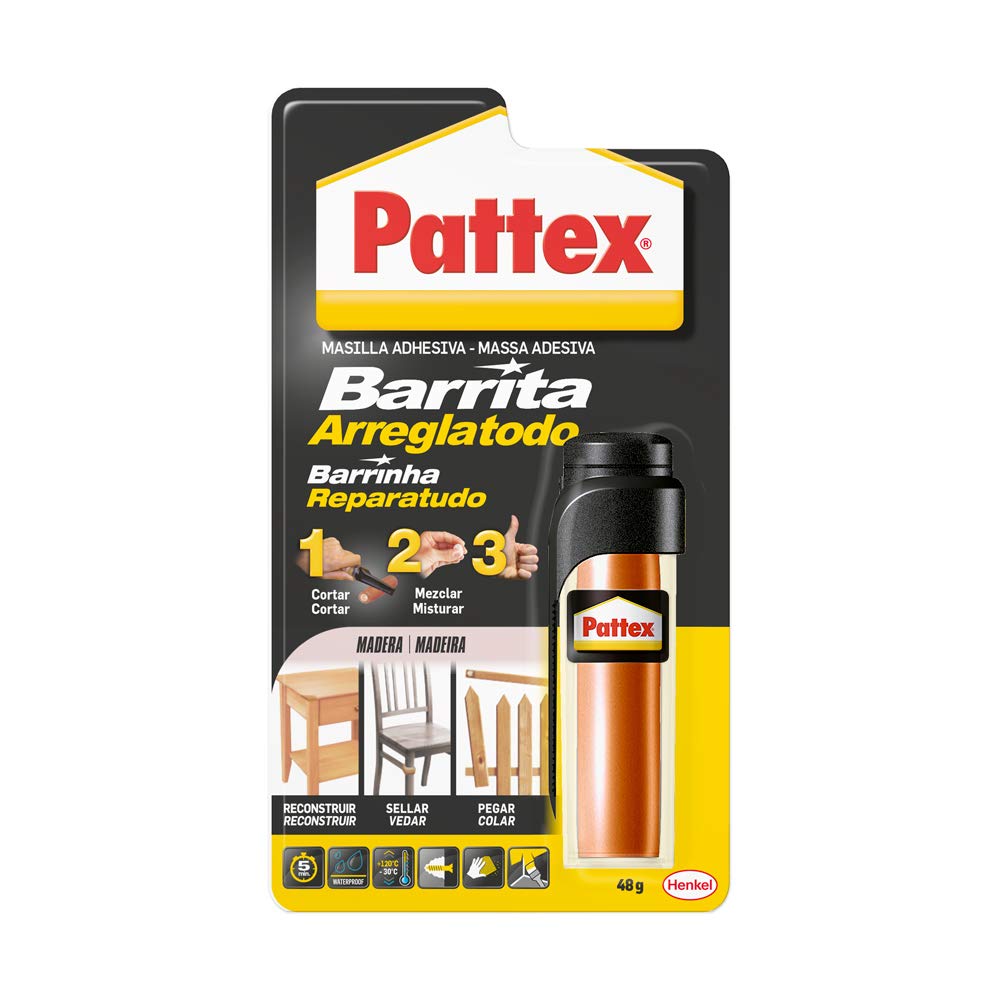 Pattex®
MASILLA ADHESIVA - MASSA ADESIVA
Barrita
Arreglatodo
Barrinha
Reparatudo
1 2 3
Cortar
Cortar
Mezclar
Misturar
Pattex
MADERA | MADEIRA
RECONSTRUIR
RECONSTRUIR
SELLAR
VEDAR
PEGAR
COLAR
5
min.
WATERPROOF
+120°C
-30°C
48 g
Henkel